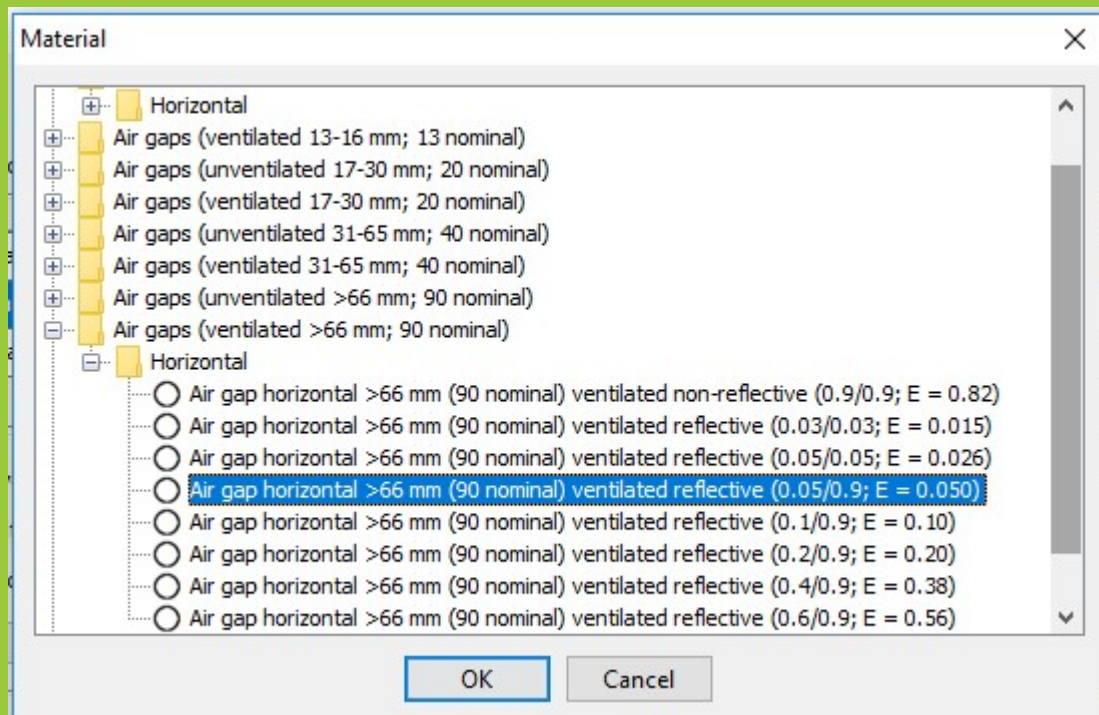 Material
Horizontal
Air gaps (ventilated 13-16 mm; 13 nominal)
Air gaps (unventilated 17-30 mm; 20 nominal)
Air gaps (ventilated 17-30 mm; 20 nominal)
Air gaps (unventilated 31-65 mm; 40 nominal)
Air gaps (ventilated 31-65 mm; 40 nominal)
Air gaps (unventilated >66 mm; 90 nominal)
Air gaps (ventilated >66 mm; 90 nominal)
Horizontal
Air gap horizontal >66 mm (90 nominal) ventilated non-reflective (0.9/0.9; E = 0.82)
Air gap horizontal >66 mm (90 nominal) ventilated reflective (0.03/0.03; E = 0.015)
Air gap horizontal >66 mm (90 nominal) ventilated reflective (0.05/0.05; E = 0.026)
Air gap horizontal >66 mm (90 nominal) ventilated reflective (0.05/0.9; E = 0.050)
Air gap horizontal >66 mm (90 nominal) ventilated reflective (0.1/0.9; E = 0.10)
Air gap horizontal >66 mm (90 nominal) ventilated reflective (0.2/0.9; E = 0.20)
Air gap horizontal >66 mm (90 nominal) ventilated reflective (0.4/0.9; E = 0.38)
Air gap horizontal >66 mm (90 nominal) ventilated reflective (0.6/0.9; E = 0.56)
OK Cancel